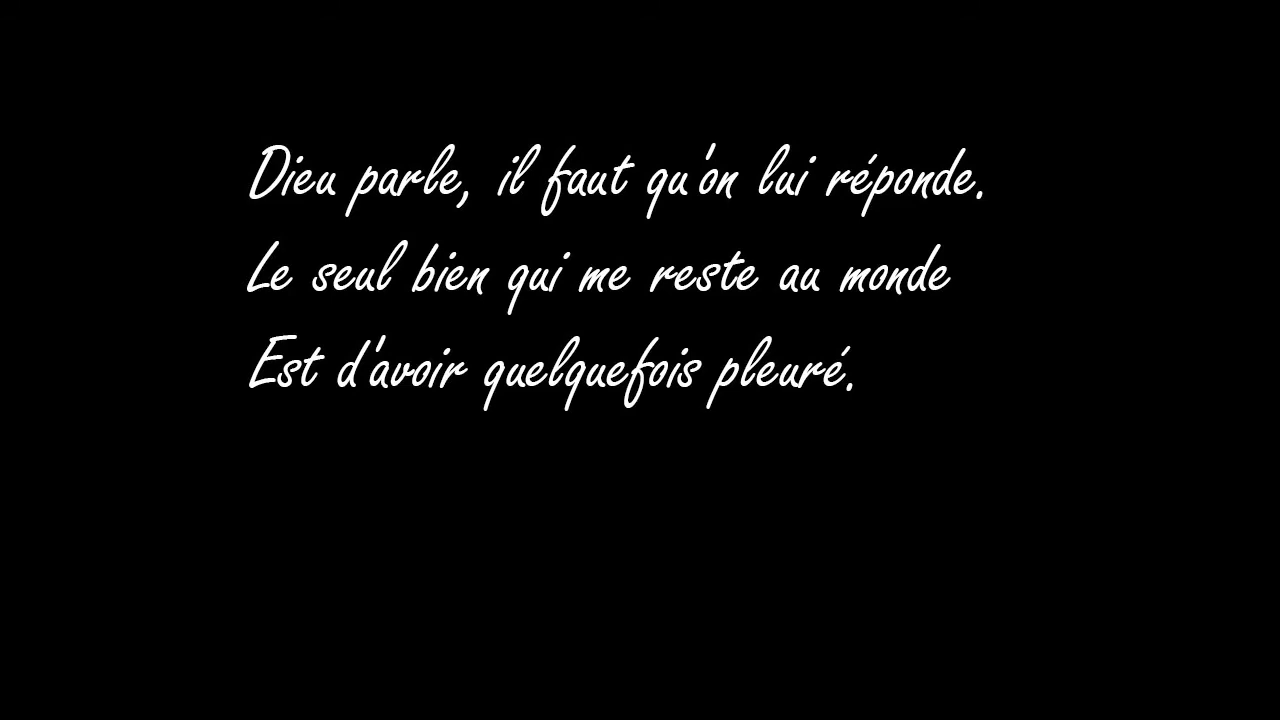 Dieu parle, il faut qu'on lui réponde.
Le seul bien qui me reste au monde
Est d'avoir quelquefois pleuré.